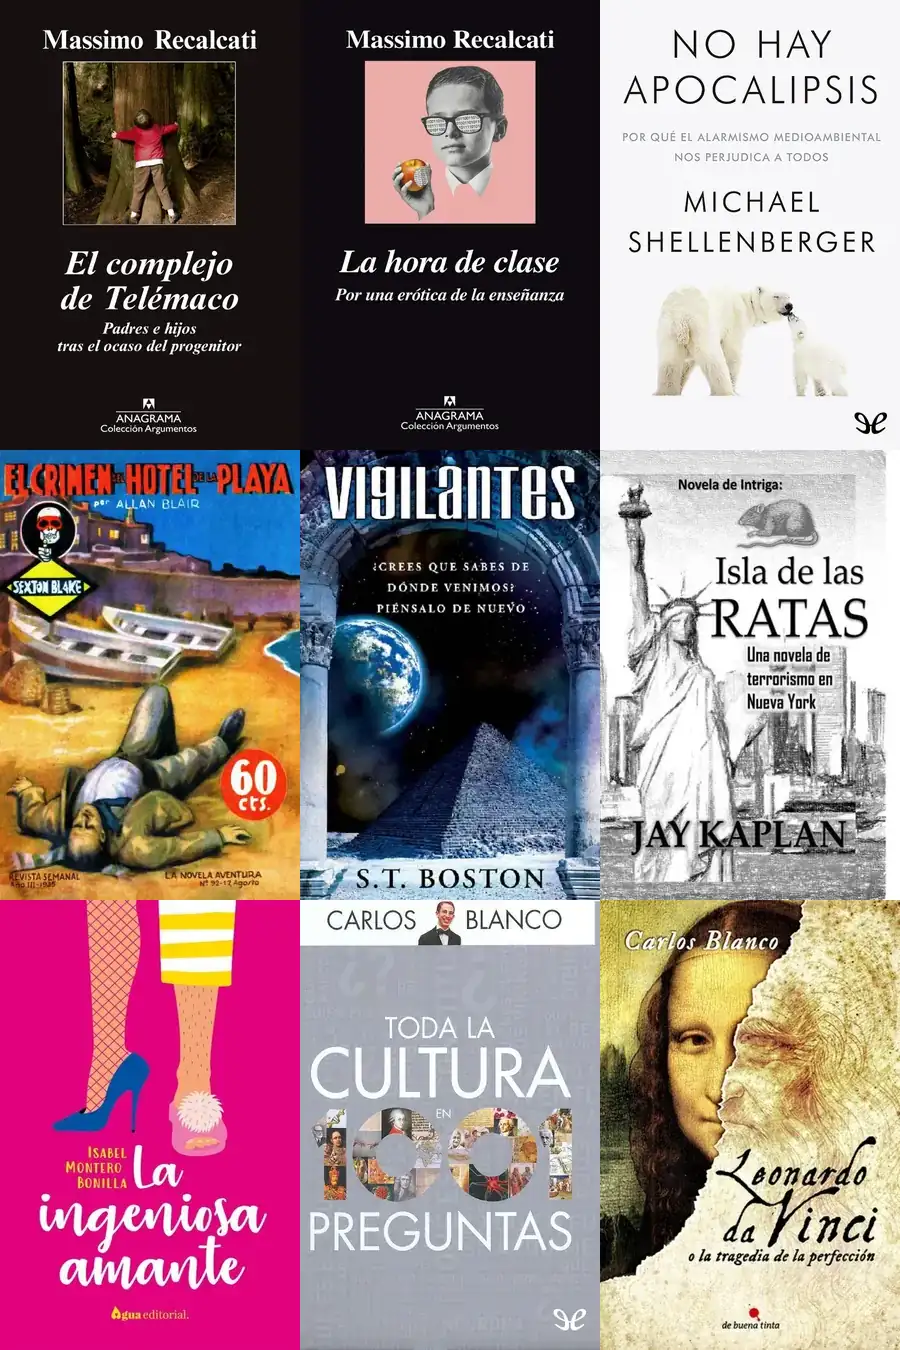 Massimo Recalcati
El complejo
de Telémaco
Padres e hijos
tras el ocaso del progenitor
ANAGRAMA
Colección Argumentos
Massimo Recalcati
La hora de clase
Por una erótica de la enseñanza
ANAGRAMA
Colección Argumentos
NO HAY
APOCALIPSIS
POR QUÉ EL ALARMISMO MEDIOAMBIENTAL
NOS PERJUDICA A TODOS
MICHAEL
SHELLENBERGER
EL CRIMEN DEL HOTEL DE LA PLAYA
por ALLAN BLAIR
SEXTON BLAKE
60
cts.
REVISTA SEMANAL
LA NOVELA AVENTURA
Nº 92-17 Agosto
VIGILANTES
¿CREES QUE SABES DE
DÓNDE VENIMOS?
PIÉNSALO DE NUEVO
S.T. BOSTON
Novela de Intriga:
Isla de las
RATAS
Una novela de
terrorismo en
Nueva York
JAY KAPLAN
ISABEL
MONTERO
BONILLA
La
ingeniosa
amante
Agua editorial.
CARLOS BLANCO
TODA LA
CULTURA
EN
1001
PREGUNTAS
Carlos Blanco
Leonardo
da Vinci
o la tragedia de la perfección
de buena tinta